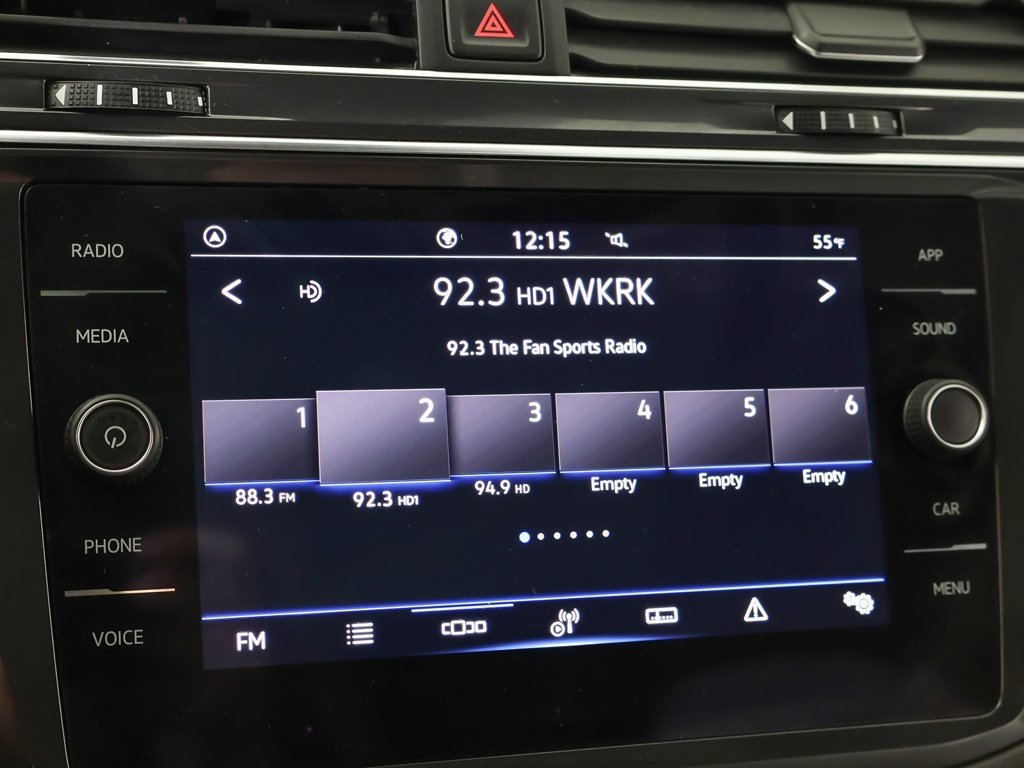 12:15
55°F
RADIO
APP
HD
92.3 HD1 WKRK
MEDIA
SOUND
92.3 The Fan Sports Radio
1
2
3
4
5
6
88.3 FM
92.3 HD1
94.9 HD
Empty
Empty
Empty
PHONE
CAR
VOICE
MENU
FM